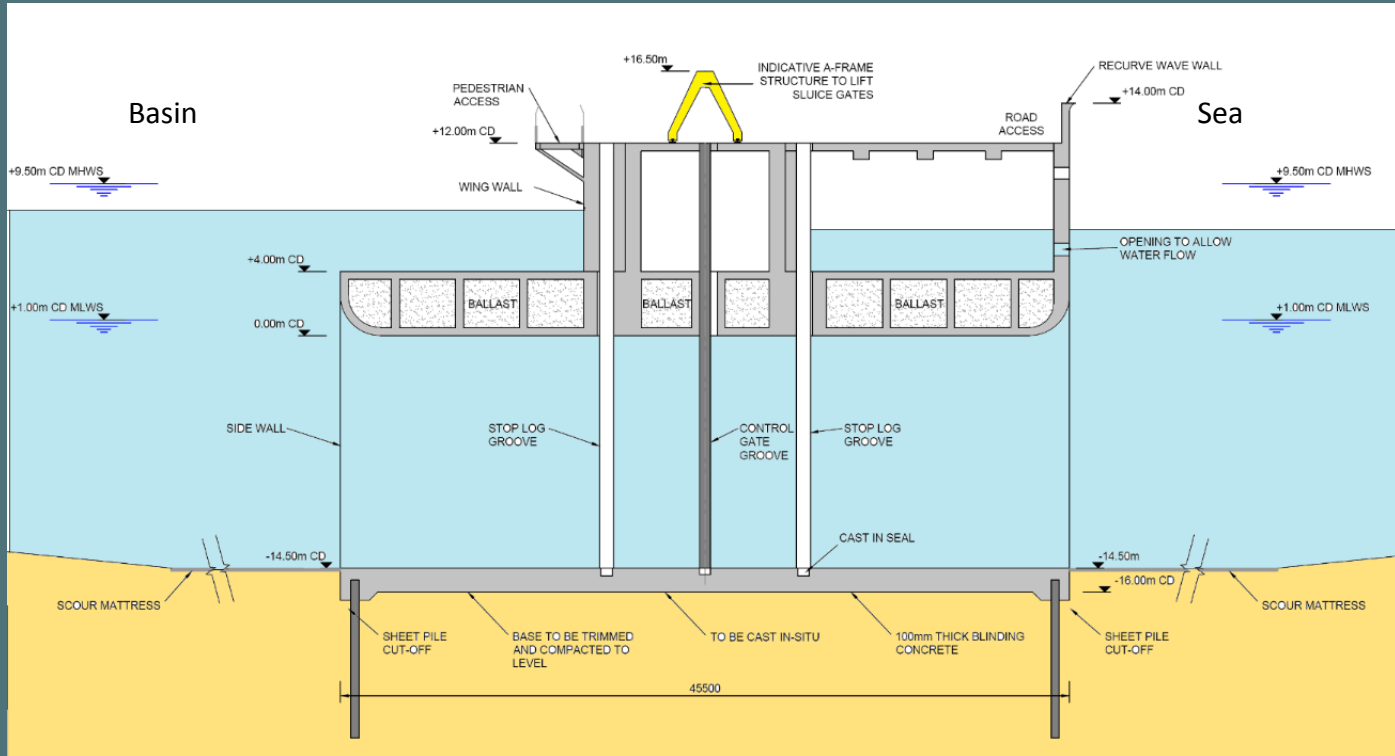 +16.50m
INDICATIVE A-FRAME
STRUCTURE TO LIFT
SLUICE GATES
RECURVE WAVE WALL
PEDESTRIAN
ACCESS
Basin
+14.00m CD
Sea
ROAD
ACCESS
+12.00m CD
+9.50m CD MHWS
+9.50m CD MHWS
WING WALL
OPENING TO ALLOW
WATER FLOW
+4.00m CD
BALLAST
BALLAST
BALLAST
+1.00m CD MLWS
+1.00m CD MLWS
0.00m CD
SIDE WALL
STOP LOG
GROOVE
CONTROL
GATE
GROOVE
STOP LOG
GROOVE
CAST IN SEAL
-14.50m CD
-14.50m
-16.00m CD
SCOUR MATTRESS
SCOUR MATTRESS
SHEET PILE
CUT-OFF
BASE TO BE TRIMMED
AND COMPACTED TO
LEVEL
TO BE CAST IN-SITU
100mm THICK BLINDING
CONCRETE
SHEET PILE
CUT-OFF
45500